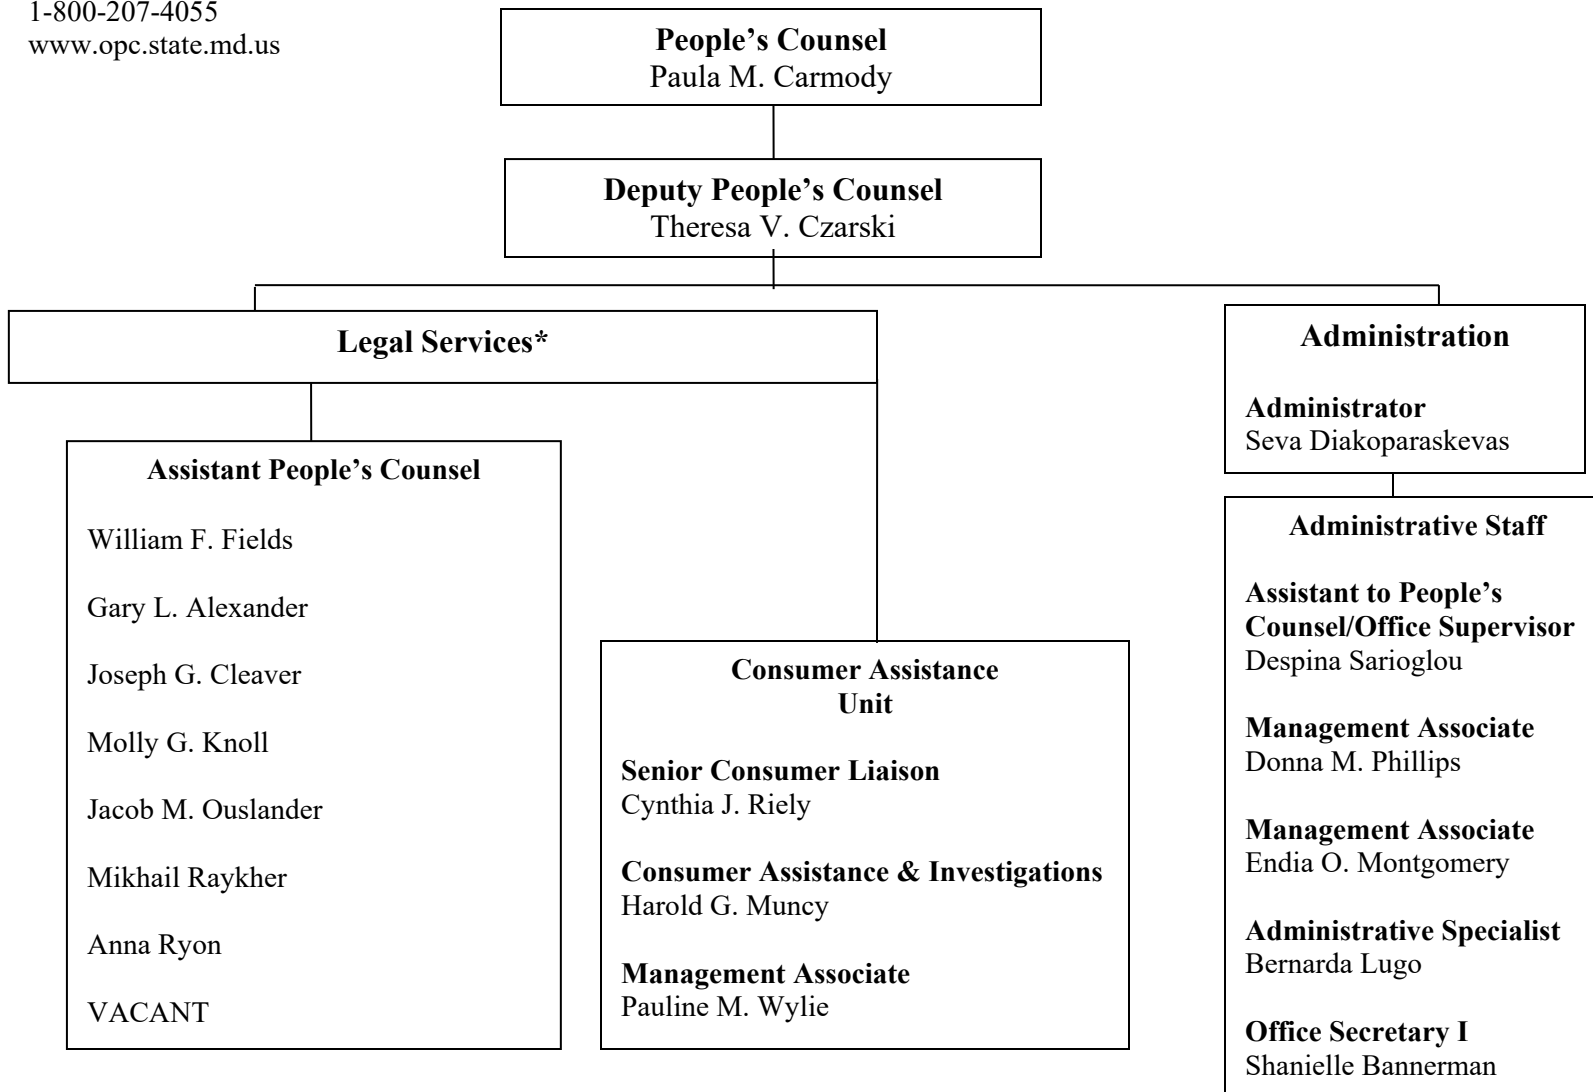 1-800-207-4055
www.opc.state.md.us
People’s Counsel
Paula M. Carmody
Deputy People’s Counsel
Theresa V. Czarski
Legal Services*
Assistant People’s Counsel
William F. Fields
Gary L. Alexander
Joseph G. Cleaver
Molly G. Knoll
Jacob M. Ouslander
Mikhail Raykher
Anna Ryon
VACANT
Consumer Assistance
Unit
Senior Consumer Liaison
Cynthia J. Riely
Consumer Assistance & Investigations
Harold G. Muncy
Management Associate
Pauline M. Wylie
Administration
Administrator
Seva Diakoparaskevas
Administrative Staff
Assistant to People’s
Counsel/Office Supervisor
Despina Sarioglou
Management Associate
Donna M. Phillips
Management Associate
Endia O. Montgomery
Administrative Specialist
Bernarda Lugo
Office Secretary I
Shanielle Bannerman